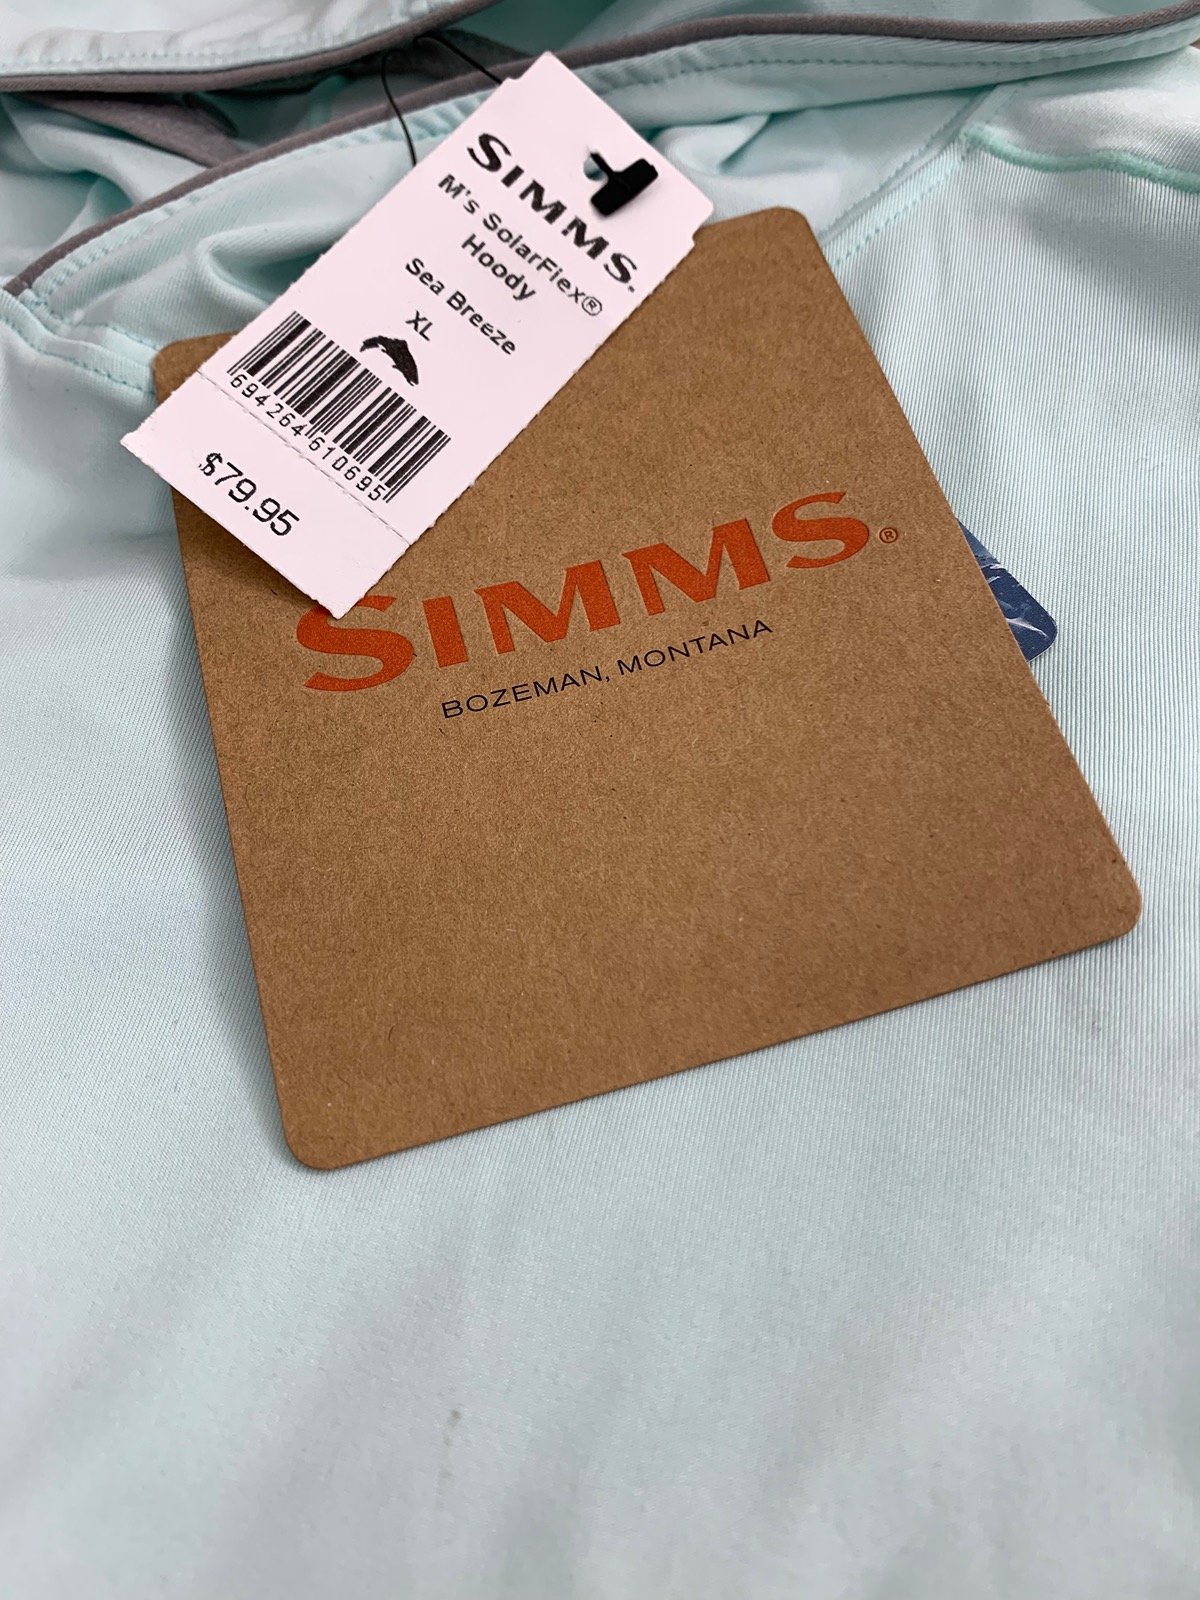 SIMMS.
M's SolarFlex®
Hoody
Sea Breeze
XL
694264610695
$79.95
SIMMS®
BOZEMAN, MONTANA